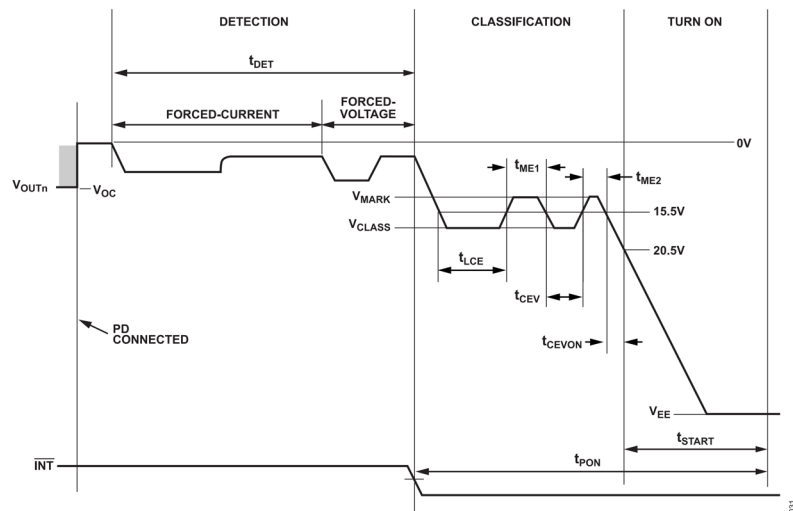 DETECTION
CLASSIFICATION
TURN ON
tDET
FORCED-CURRENT
FORCED-
VOLTAGE
0V
tME1
tME2
VOUTn
VOC
VMARK
15.5V
VCLASS
20.5V
tLCE
tCEV
PD
CONNECTED
tCEVON
VEE
tSTART
INT
tPON
031